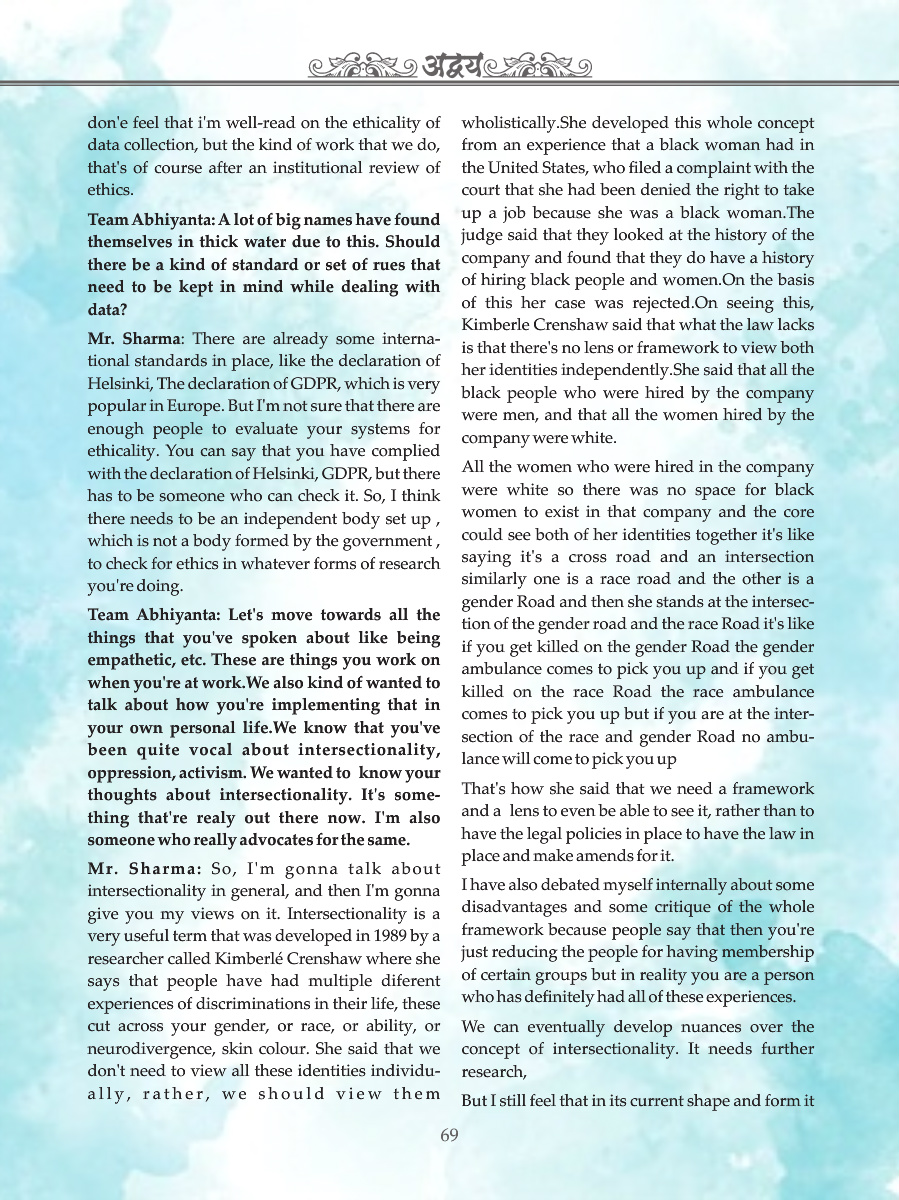 अद्वय
don'e feel that i'm well-read on the ethicality of
data collection, but the kind of work that we do,
that's of course after an institutional review of
ethics.
Team Abhiyanta: A lot of big names have found
themselves in thick water due to this. Should
there be a kind of standard or set of rues that
need to be kept in mind while dealing with
data?
Mr. Sharma: There are already some interna-
tional standards in place, like the declaration of
Helsinki, The declaration of GDPR, which is very
popular in Europe. But I'm not sure that there are
enough people to evaluate your systems for
ethicality. You can say that you have complied
with the declaration of Helsinki, GDPR, but there
has to be someone who can check it. So, I think
there needs to be an independent body set up ,
which is not a body formed by the government ,
to check for ethics in whatever forms of research
you're doing.
Team Abhiyanta: Let's move towards all the
things that you've spoken about like being
empathetic, etc. These are things you work on
when you're at work.We also kind of wanted to
talk about how you're implementing that in
your own personal life.We know that you've
been quite vocal about intersectionality,
oppression, activism. We wanted to know your
thoughts about intersectionality. It's some-
thing that're realy out there now. I'm also
someone who really advocates for the same.
Mr. Sharma: So, I'm gonna talk about
intersectionality in general, and then I'm gonna
give you my views on it. Intersectionality is a
very useful term that was developed in 1989 by a
researcher called Kimberlé Crenshaw where she
says that people have had multiple diferent
experiences of discriminations in their life, these
cut across your gender, or race, or ability, or
neurodivergence, skin colour. She said that we
don't need to view all these identities individu-
ally, rather, we should view them
wholistically.She developed this whole concept
from an experience that a black woman had in
the United States, who filed a complaint with the
court that she had been denied the right to take
up a job because she was a black woman.The
judge said that they looked at the history of the
company and found that they do have a history
of hiring black people and women.On the basis
of this her case was rejected.On seeing this,
Kimberle Crenshaw said that what the law lacks
is that there's no lens or framework to view both
her identities independently.She said that all the
black people who were hired by the company
were men, and that all the women hired by the
company were white.
All the women who were hired in the company
were white so there was no space for black
women to exist in that company and the core
could see both of her identities together it's like
saying it's a cross road and an intersection
similarly one is a race road and the other is a
gender Road and then she stands at the intersec-
tion of the gender road and the race Road it's like
if you get killed on the gender Road the gender
ambulance comes to pick you up and if you get
killed on the race Road the race ambulance
comes to pick you up but if you are at the inter-
section of the race and gender Road no ambu-
lance will come to pick you up
That's how she said that we need a framework
and a lens to even be able to see it, rather than to
have the legal policies in place to have the law in
place and make amends for it.
I have also debated myself internally about some
disadvantages and some critique of the whole
framework because people say that then you're
just reducing the people for having membership
of certain groups but in reality you are a person
who has definitely had all of these experiences.
We can eventually develop nuances over the
concept of intersectionality. It needs further
research,
But I still feel that in its current shape and form it
69